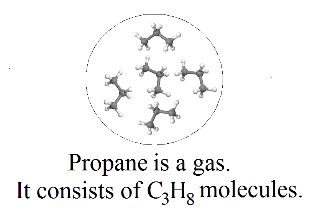 Propane is a gas.
It consists of C₃H₈ molecules.